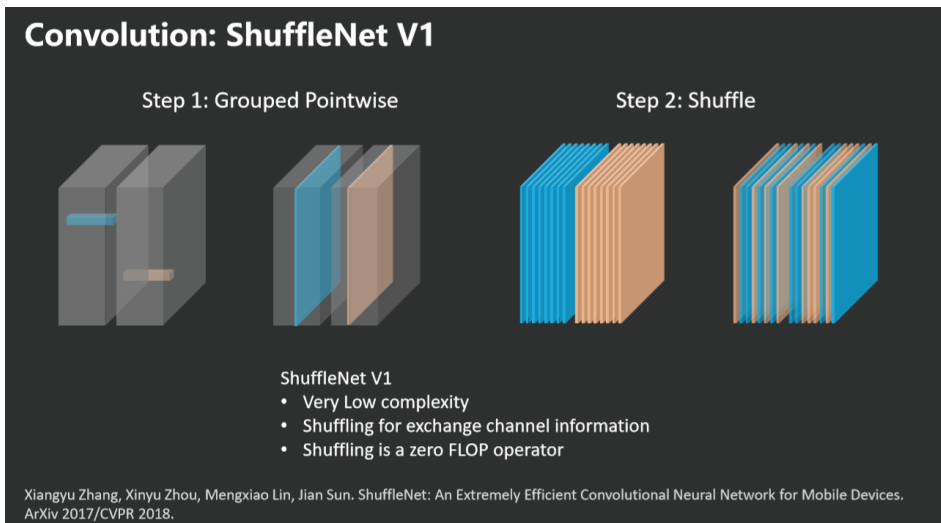 Convolution: ShuffleNet V1
Step 1: Grouped Pointwise
Step 2: Shuffle
ShuffleNet V1
• Very Low complexity
• Shuffling for exchange channel information
• Shuffling is a zero FLOP operator
Xiangyu Zhang, Xinyu Zhou, Mengxiao Lin, Jian Sun. ShuffleNet: An Extremely Efficient Convolutional Neural Network for Mobile Devices.
ArXiv 2017/CVPR 2018.